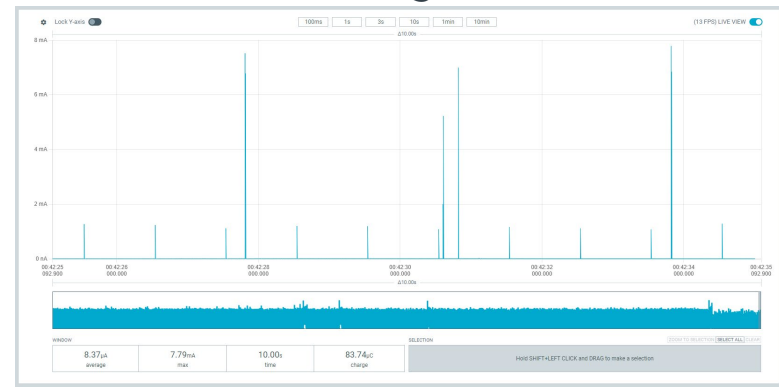 Lock Y-axis 100ms 1s 3s 10s 1min 10min (13 FPS) LIVE VIEW
Δ10.00s
8 mA
6 mA
4 mA
2 mA
0 nA
00:42:25 00:42:26 00:42:28 00:42:30 00:42:32 00:42:34 00:42:35
092.900 000.000 000.000 000.000 000.000 000.000 092.900
Δ10.00s
WINDOW SELECTION ZOOM TO SELECTION SELECT ALL CLEAR
8.37µA 7.79mA 10.00s 83.74µC
average max time charge
Hold SHIFT+LEFT CLICK and DRAG to make a selection